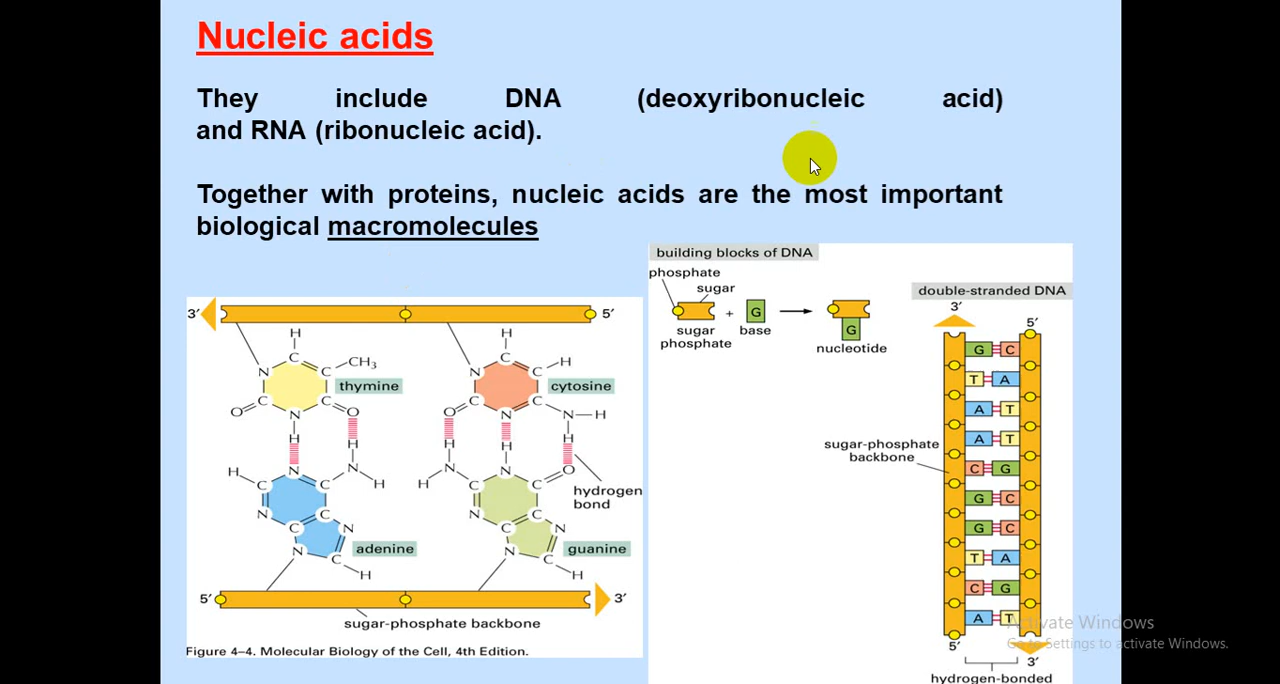 Nucleic acids
They include DNA (deoxyribonucleic acid)
and RNA (ribonucleic acid).
Together with proteins, nucleic acids are the most important
biological macromolecules
3′ 5′
H H
CH3 H
N C C N C C
thymine cytosine
O C N C O O C N C N H
H H H H H
H N N H N N O
C C H H N C C
hydrogen
bond
N C C N N C C N
adenine guanine
N C H N C H
5′ 3′
sugar-phosphate backbone
Figure 4–4. Molecular Biology of the Cell, 4th Edition.
building blocks of DNA
phosphate
sugar
+ G
sugar
phosphate
base
G
nucleotide
double-stranded DNA
3′
5′
G C
T A
A T
A T
sugar-phosphate
backbone
C G
G C
G C
T A
C G
A T
5′
3′
hydrogen-bonded
Activate Windows
Go to Settings to activate Windows.